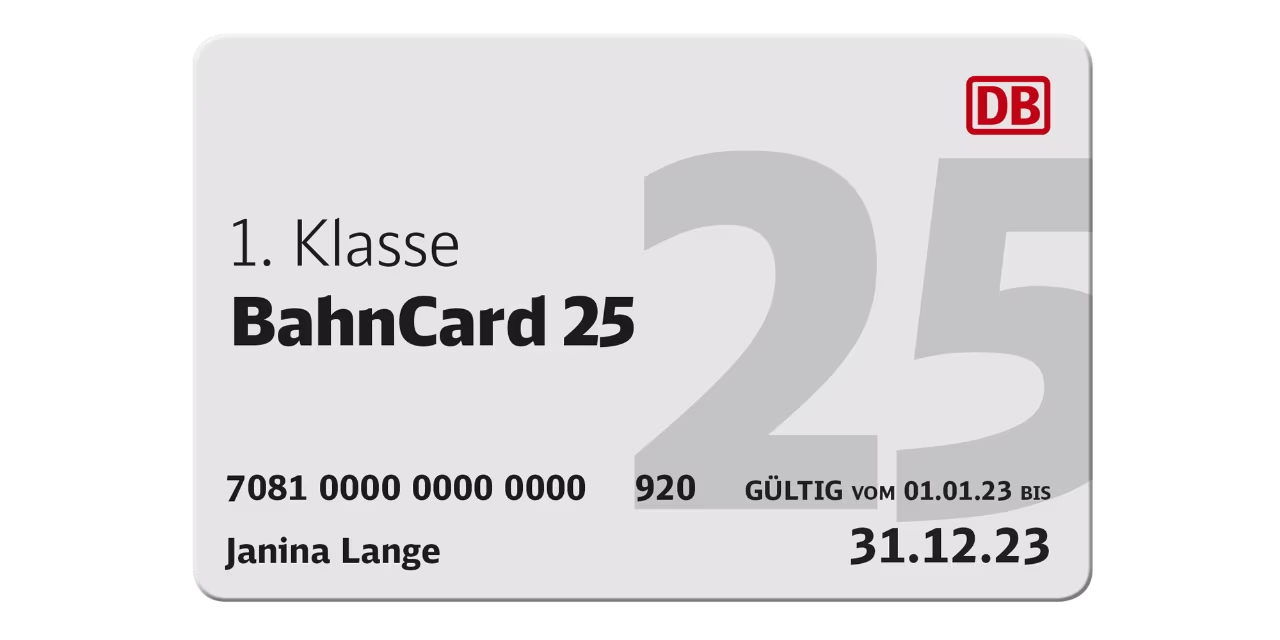 DB
25
1. Klasse
BahnCard 25
7081 0000 0000 0000 920 GÜLTIG VOM 01.01.23 BIS
Janina Lange 31.12.23